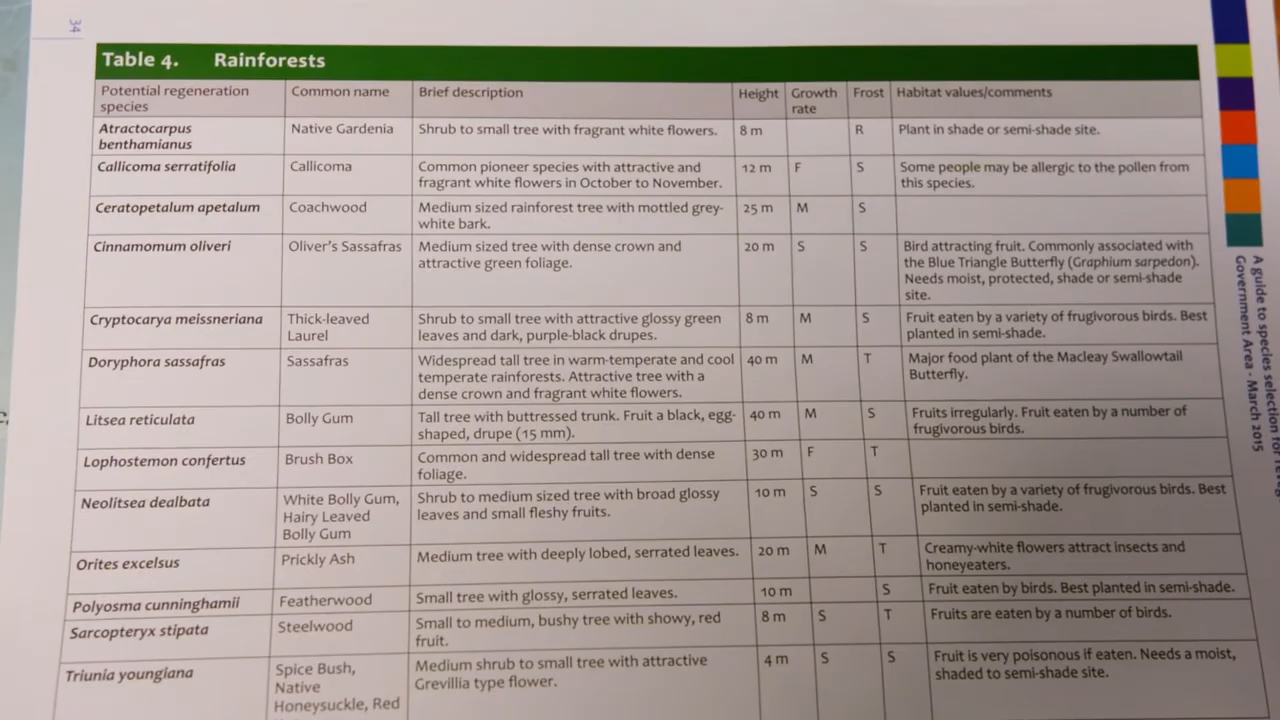 34
Table 4. Rainforests
Potential regeneration species Common name Brief description Height Growth rate Frost Habitat values/comments
Atractocarpus benthamianus Native Gardenia Shrub to small tree with fragrant white flowers. 8 m R Plant in shade or semi-shade site.
Callicoma serratifolia Callicoma Common pioneer species with attractive and fragrant white flowers in October to November. 12 m F S Some people may be allergic to the pollen from this species.
Ceratopetalum apetalum Coachwood Medium sized rainforest tree with mottled grey-white bark. 25 m M S
Cinnamomum oliveri Oliver's Sassafras Medium sized tree with dense crown and attractive green foliage. 20 m S S Bird attracting fruit. Commonly associated with the Blue Triangle Butterfly (Graphium sarpedon). Needs moist, protected, shade or semi-shade site.
Cryptocarya meissneriana Thick-leaved Laurel Shrub to small tree with attractive glossy green leaves and dark, purple-black drupes. 8 m M S Fruit eaten by a variety of frugivorous birds. Best planted in semi-shade.
Doryphora sassafras Sassafras Widespread tall tree in warm-temperate and cool temperate rainforests. Attractive tree with a dense crown and fragrant white flowers. 40 m M T Major food plant of the Macleay Swallowtail Butterfly.
Litsea reticulata Bolly Gum Tall tree with buttressed trunk. Fruit a black, egg-shaped, drupe (15 mm). 40 m M S Fruits irregularly. Fruit eaten by a number of frugivorous birds.
Lophostemon confertus Brush Box Common and widespread tall tree with dense foliage. 30 m F T
Neolitsea dealbata White Bolly Gum, Hairy Leaved Bolly Gum Shrub to medium sized tree with broad glossy leaves and small fleshy fruits. 10 m S S Fruit eaten by a variety of frugivorous birds. Best planted in semi-shade.
Orites excelsus Prickly Ash Medium tree with deeply lobed, serrated leaves. 20 m M T Creamy-white flowers attract insects and honeyeaters.
Polyosma cunninghamii Featherwood Small tree with glossy, serrated leaves. 10 m S Fruit eaten by birds. Best planted in semi-shade.
Sarcopteryx stipata Steelwood Small to medium, bushy tree with showy, red fruit. 8 m S T Fruits are eaten by a number of birds.
Triunia youngiana Spice Bush, Native Honeysuckle, Red Medium shrub to small tree with attractive Grevillia type flower. 4 m S S Fruit is very poisonous if eaten. Needs a moist, shaded to semi-shade site.
A guide to species selection for
Government Area - March 2015